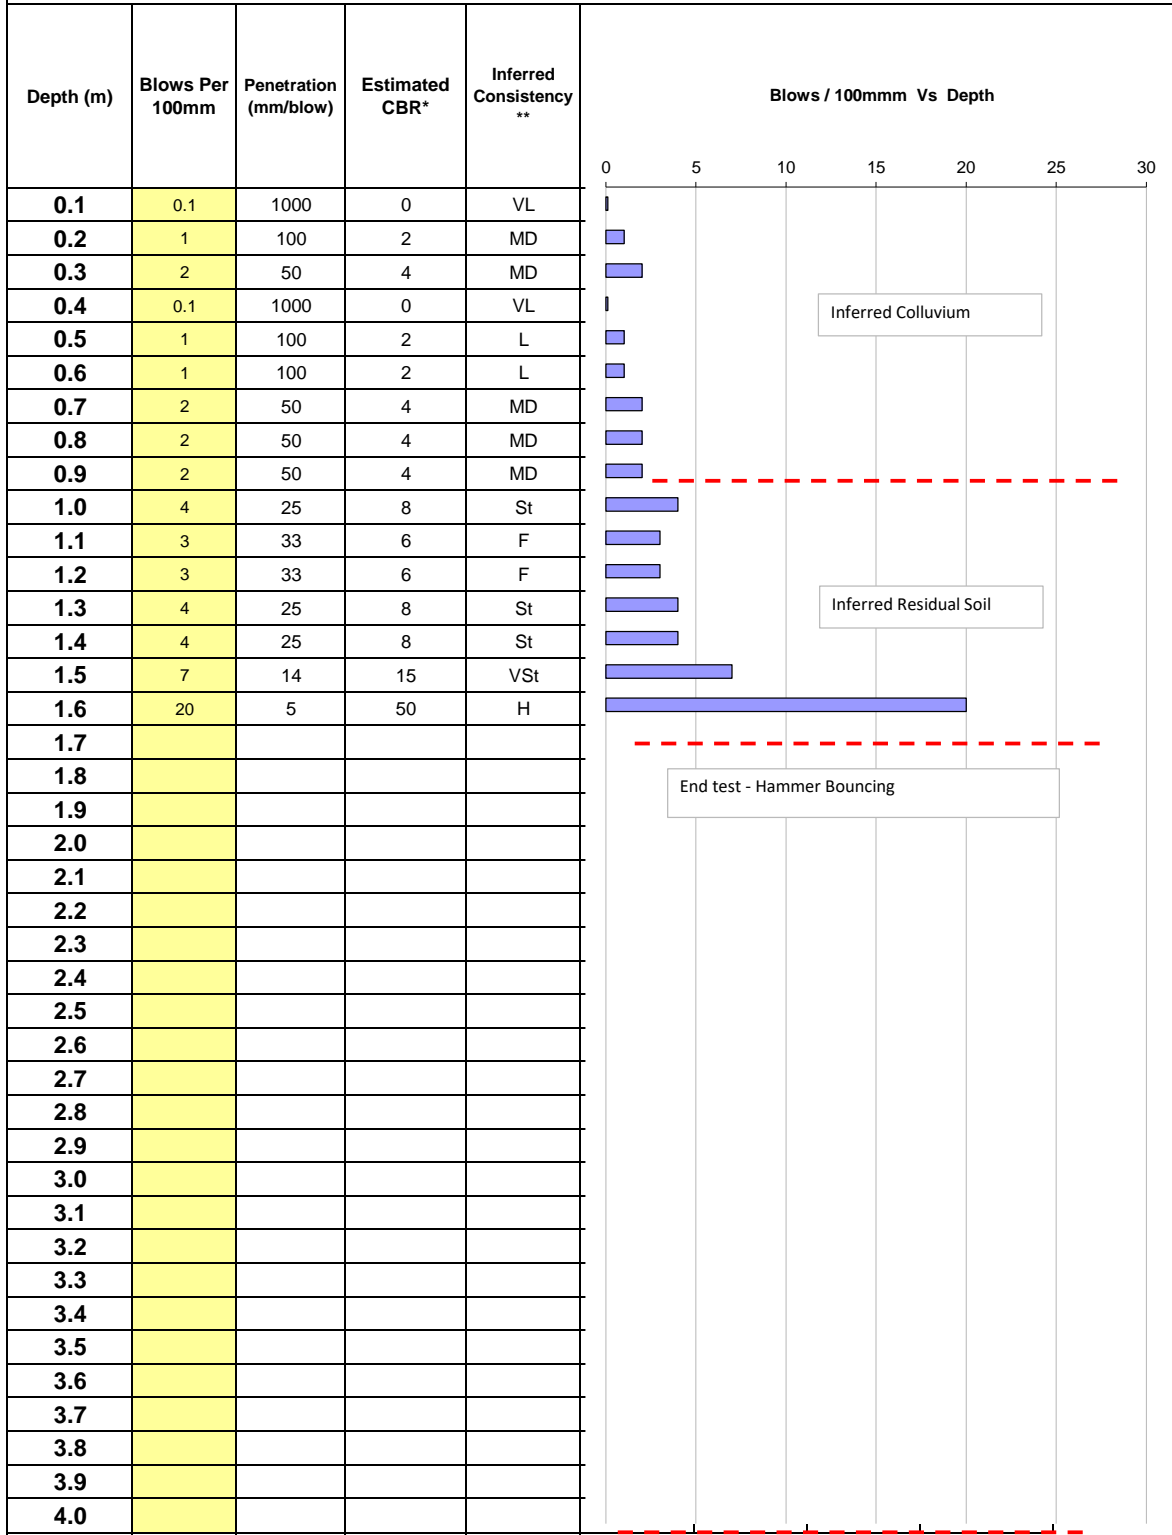 Depth (m) Blows Per 100mm Penetration (mm/blow) Estimated CBR* Inferred Consistency ** Blows / 100mmm Vs Depth
0 5 10 15 20 25 30
0.1 0.1 1000 0 VL
0.2 1 100 2 MD
0.3 2 50 4 MD
0.4 0.1 1000 0 VL
Inferred Colluvium
0.5 1 100 2 L
0.6 1 100 2 L
0.7 2 50 4 MD
0.8 2 50 4 MD
0.9 2 50 4 MD
1.0 4 25 8 St
1.1 3 33 6 F
1.2 3 33 6 F
1.3 4 25 8 St
Inferred Residual Soil
1.4 4 25 8 St
1.5 7 14 15 VSt
1.6 20 5 50 H
1.7
1.8
End test - Hammer Bouncing
1.9
2.0
2.1
2.2
2.3
2.4
2.5
2.6
2.7
2.8
2.9
3.0
3.1
3.2
3.3
3.4
3.5
3.6
3.7
3.8
3.9
4.0